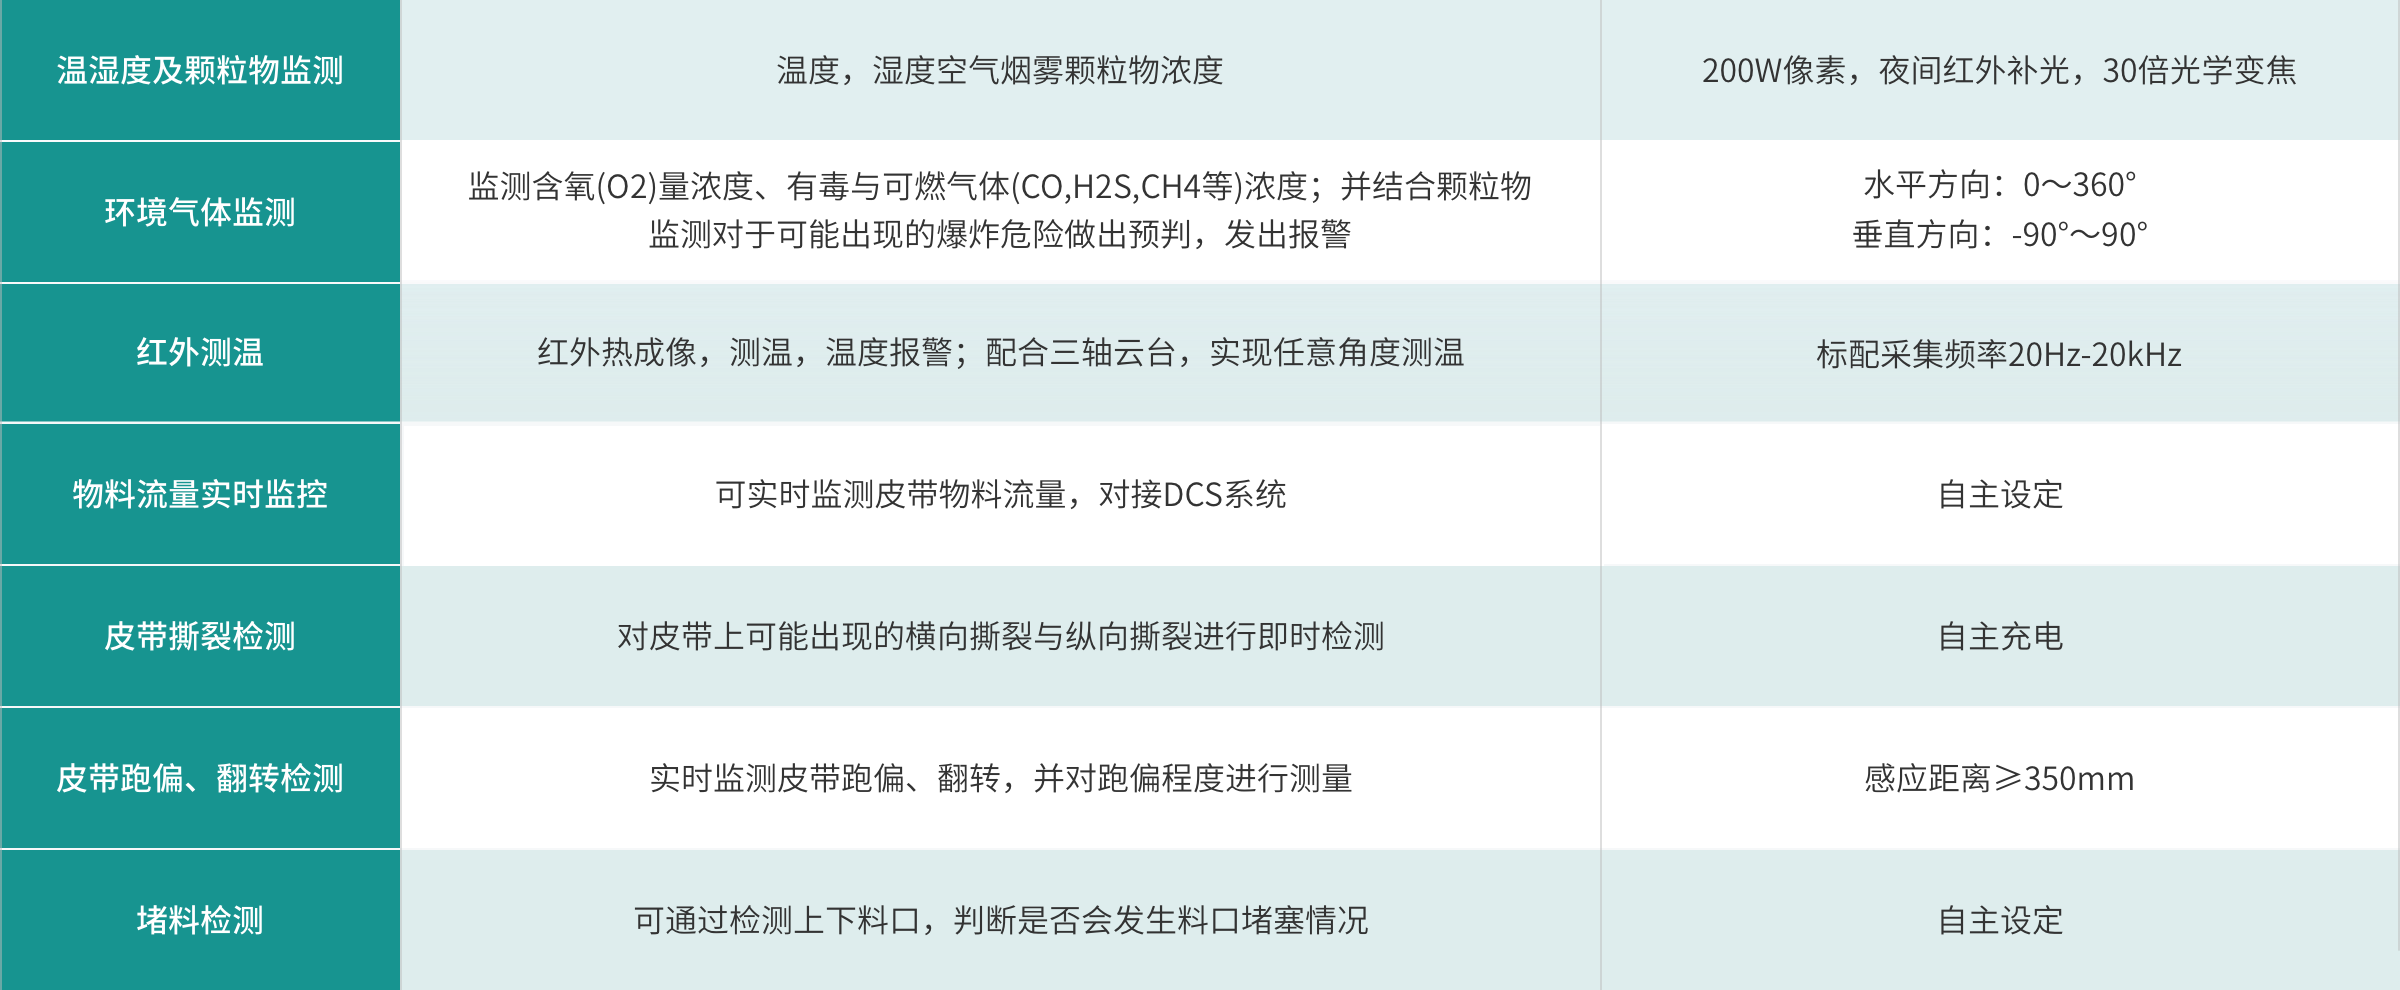 温湿度及颗粒物监测
温度，湿度空气烟雾颗粒物浓度
200W像素，夜间红外补光，30倍光学变焦
环境气体监测
监测含氧(O2)量浓度、有毒与可燃气体(CO,H2S,CH4等)浓度；并结合颗粒物
监测对于可能出现的爆炸危险做出预判，发出报警
水平方向：0～360°
垂直方向：-90°～90°
红外测温
红外热成像，测温，温度报警；配合三轴云台，实现任意角度测温
标配采集频率20Hz-20kHz
物料流量实时监控
可实时监测皮带物料流量，对接DCS系统
自主设定
皮带撕裂检测
对皮带上可能出现的横向撕裂与纵向撕裂进行即时检测
自主充电
皮带跑偏、翻转检测
实时监测皮带跑偏、翻转，并对跑偏程度进行测量
感应距离≥350mm
堵料检测
可通过检测上下料口，判断是否会发生料口堵塞情况
自主设定